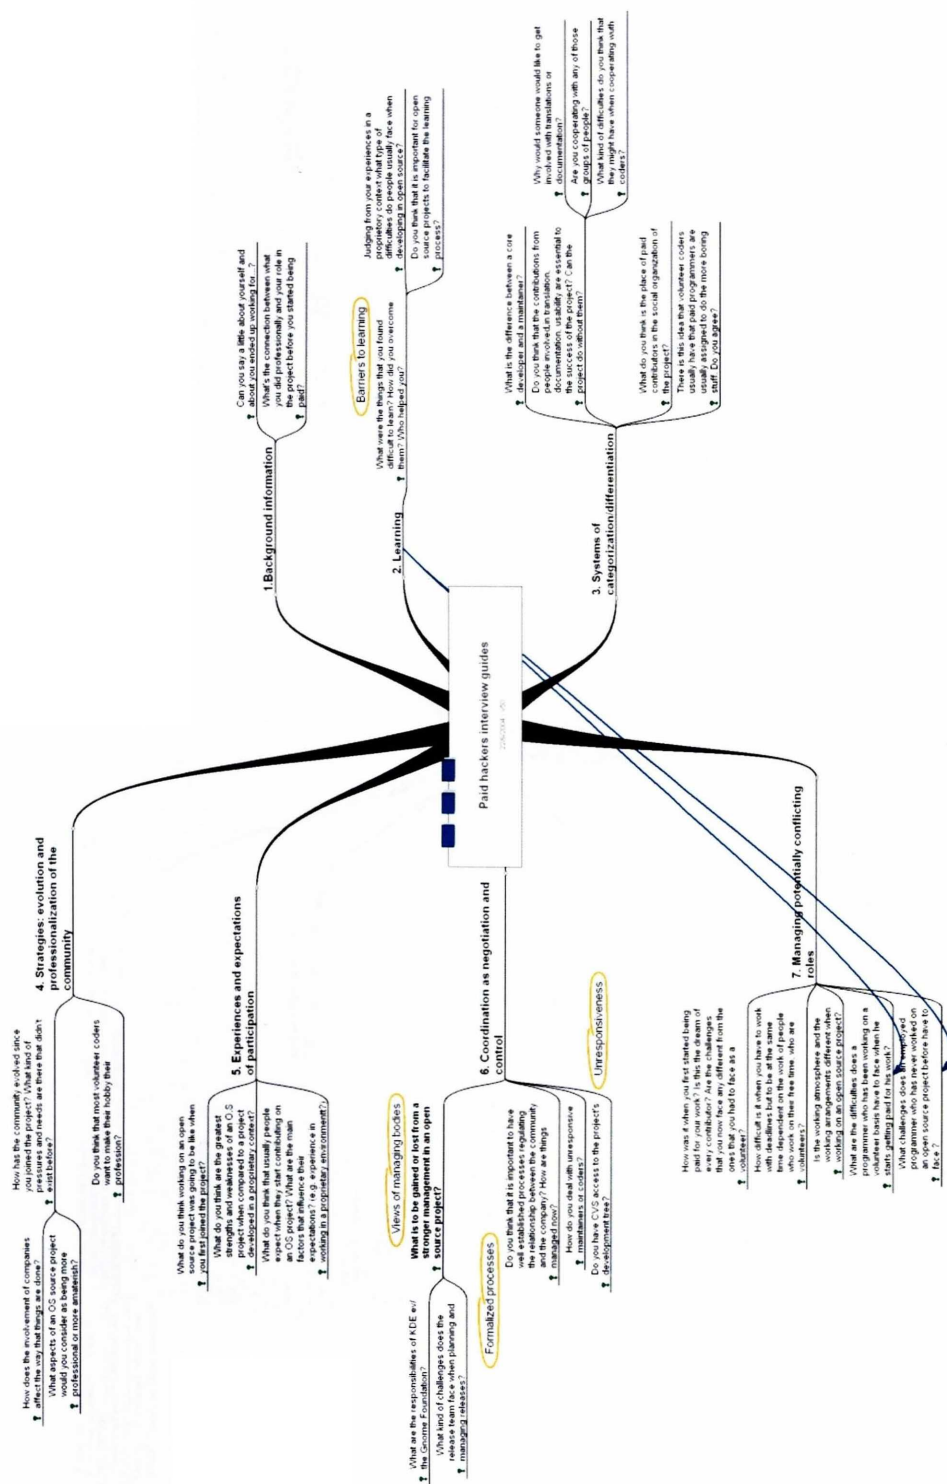 Paid hackers interview guides
1.Background information
Can you say a little about yourself and
about you ended up working for...?
What's the connection between what
you did professionally and your role in
the project before you started being
paid?
2. Learning
Barriers to learning
What were the things that you found
difficult to learn? How did you overcome
them? Who helped you?
Judging from your experiences in a
proprietary context what type of
difficulties do people usually face when
developing in open source?
Do you think that it is important for open
source projects to facilitate the learning
process?
3. Systems of
categorization/differentiation
What is the difference between a core
developer and a maintainer?
Do you think that the contributions from
people involved in translation,
documentation, usability are essential to
the success of the project? Can the
project do without them?
Why would someone would like to get
involved with translations or
documentation?
Are you cooperating with any of those
groups of people?
What kind of difficulties do you think that
they might have when cooperating wuth
coders?
What do you think is the place of paid
contributors in the social organization of
the project?
There is this idea that volunteer coders
usually have that paid programmers are
usually assigned to do the more boring
stuff. Do you agree?
4. Strategies: evolution and
professionalization of the
community
How has the community evolved since
you joined the project? What kind of
pressures and needs are there that didn't
exist before?
How does the involvement of companies
affect the way that things are done?
What aspects of an OS source project
would you consider as being more
professional or more amaterish?
Do you think that most volunteer coders
want to make their hobby their
profession?
5. Experiences and expectations
of participation
What do you think working on an open
source project was going to be like when
you first joined the project?
What do you think are the greatest
strengths and weaknesses of an OS
project when compared to a project
developed in a proprietary context?
What do you think that usually people
expect when they start contributing on
an OS project? What are the main
factors that influence their
expectations? (e.g. experience in
working in a proprietary environment?)
6. Coordination as negotiation and
control
Views of managing bodies
What is to be gained or lost from a
stronger management in an open
source project?
What are the responsibilities of KDE ev/
the Gnome Foundation?
What kind of challenges does the
release team face when planning and
managing releases?
Formalized processes
Do you think that it is important to have
well established processes regulating
the relationship between the community
and the company? How are things
managed now?
Unresponsiveness
How do you deal with unresponsive
maintainers or coders?
Do you have CVS access to the project's
development tree?
7. Managing potentially conflicting
roles
How was it when you first started being
paid for your work? Is this the dream of
every contributor? Are the challenges
that you now face any different from the
ones that you had to face as a
volunteer?
How difficult is it when you have to work
with deadlines but to be at the same
time dependent on the work of people
who work on their free time, who are
volunteers?
Is the working atmosphere and the
working arrangements different when
working on an open source project?
What are the difficulties does a
programmer who has been working on a
volunteer basis have to face when he
starts getting paid for his work?
What challenges does an employed
programmer who has never worked on
an open source project before have to
face?